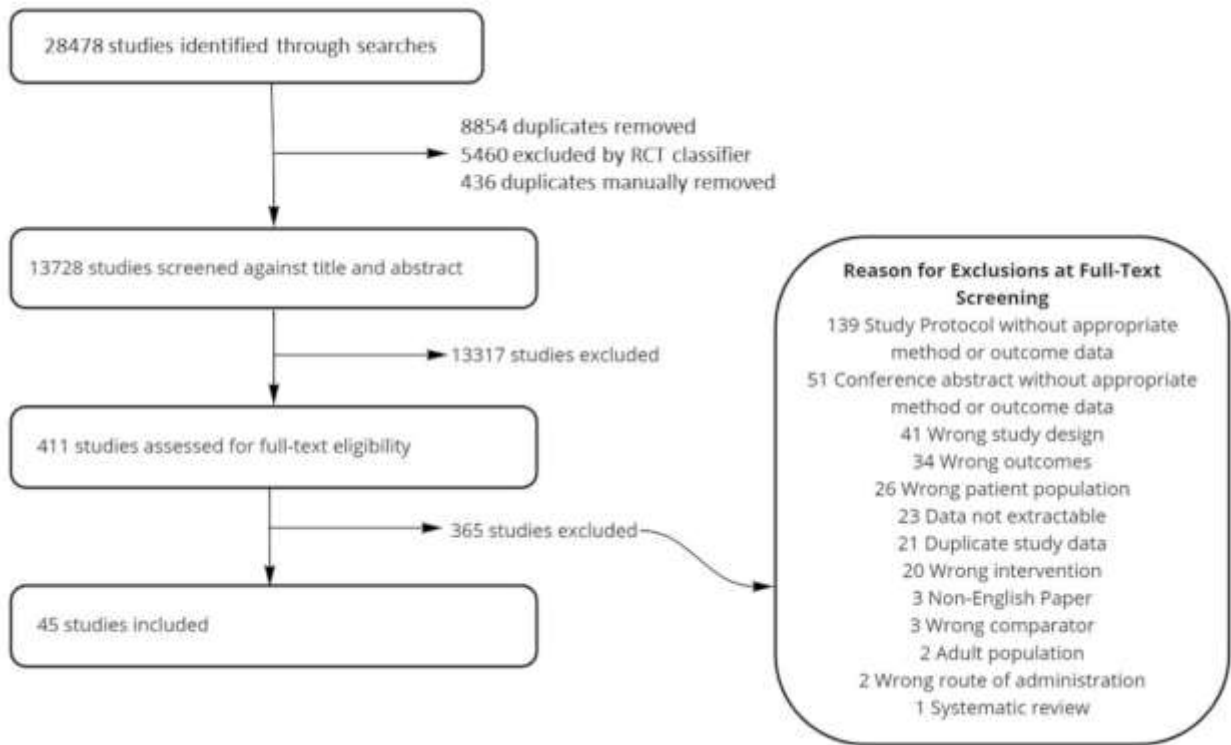 28478 studies identified through searches
8854 duplicates removed
5460 excluded by RCT classifier
436 duplicates manually removed
13728 studies screened against title and abstract
13317 studies excluded
411 studies assessed for full-text eligibility
365 studies excluded
45 studies included
Reason for Exclusions at Full-Text
Screening
139 Study Protocol without appropriate
method or outcome data
51 Conference abstract without appropriate
method or outcome data
41 Wrong study design
34 Wrong outcomes
26 Wrong patient population
23 Data not extractable
21 Duplicate study data
20 Wrong intervention
3 Non-English Paper
3 Wrong comparator
2 Adult population
2 Wrong route of administration
1 Systematic review